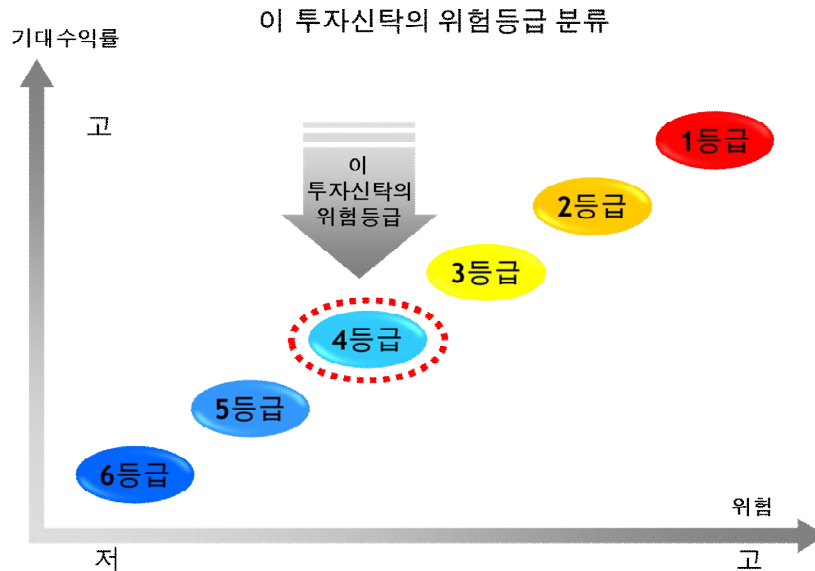 이 투자신탁의 위험등급 분류
기대수익률
고
1등급
이
투자신탁의
위험등급
2등급
3등급
4등급
5등급
6등급
위험
저
고